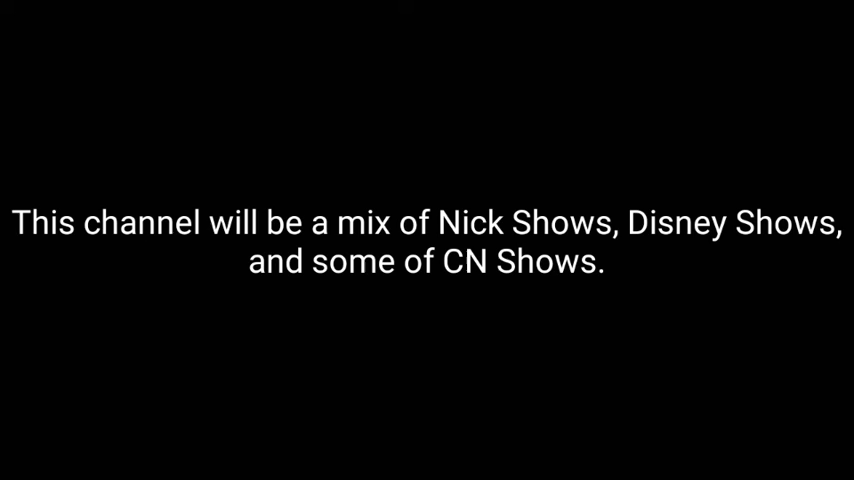 This channel will be a mix of Nick Shows, Disney Shows,
and some of CN Shows.